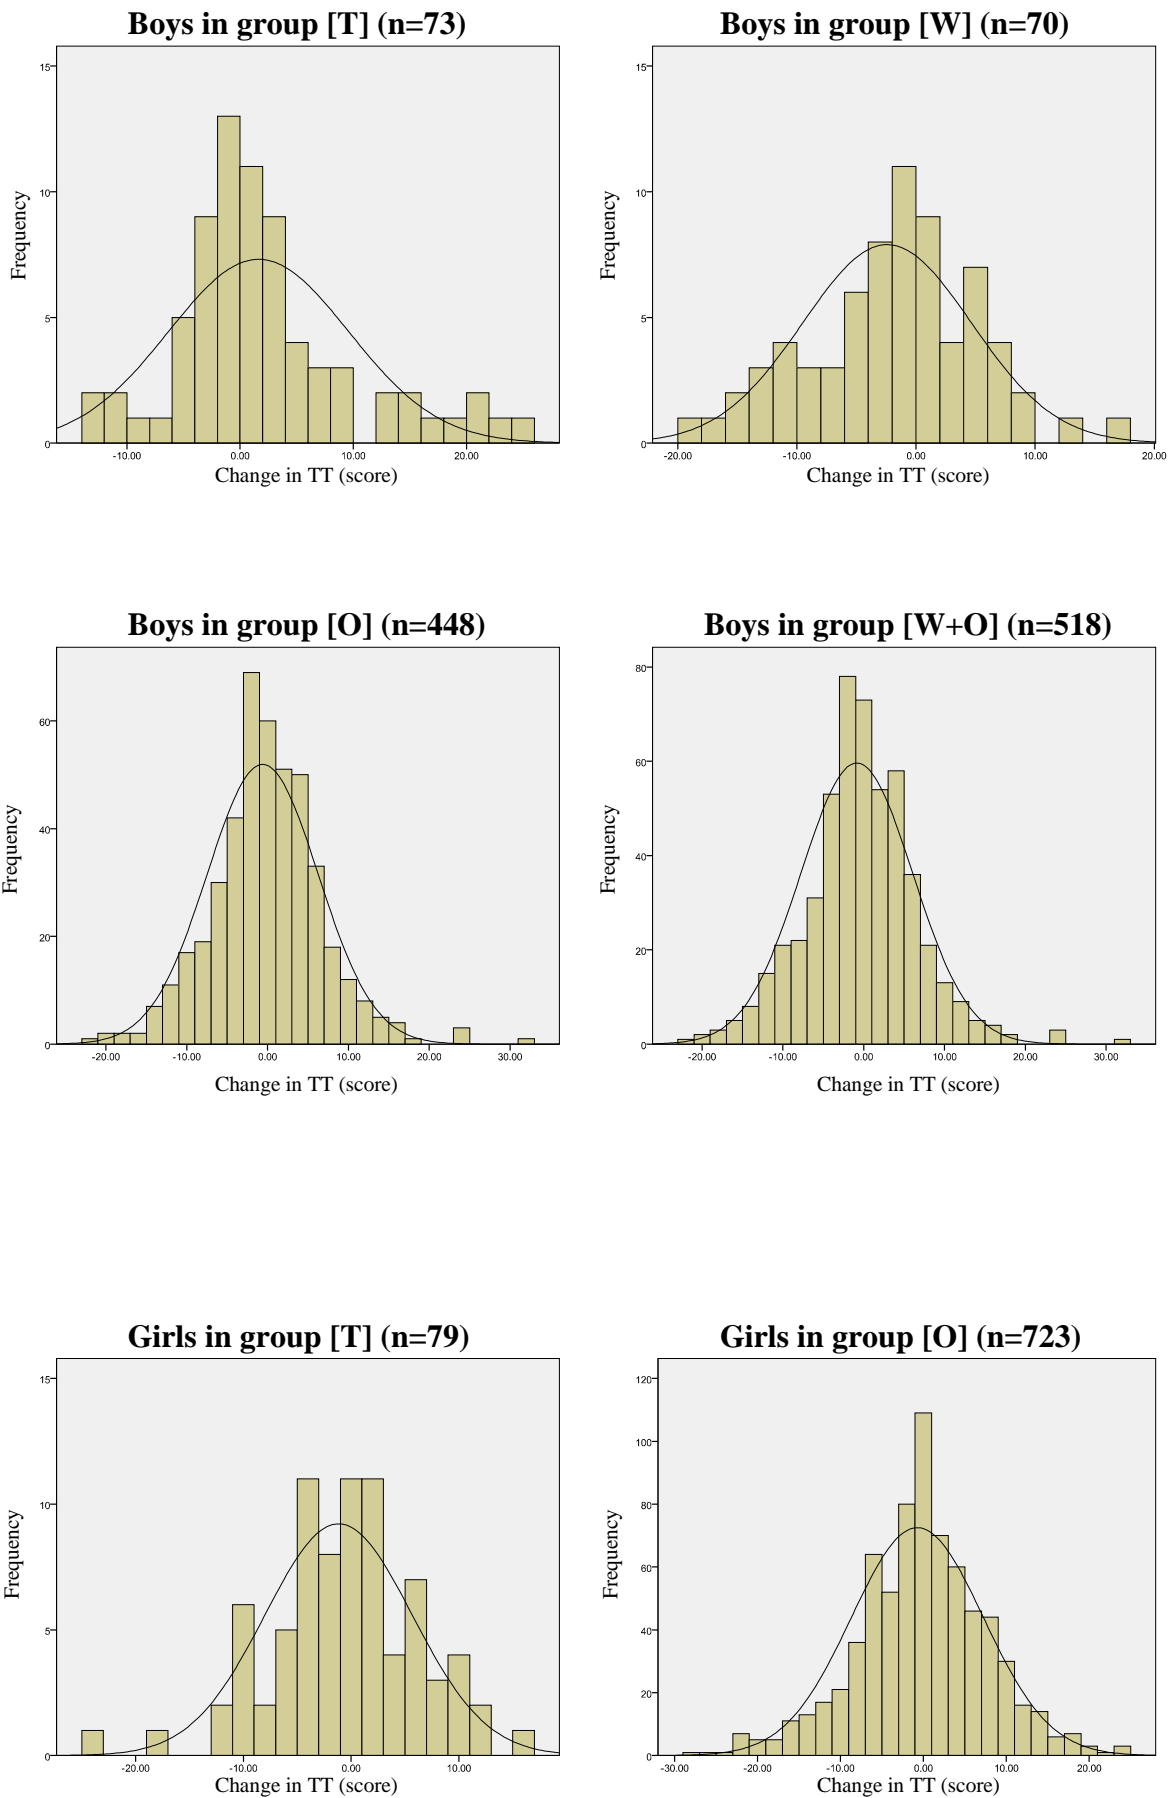 Boys in group [T] (n=73)
15
10
5
0
Frequency
-10.00 0.00 10.00 20.00
Change in TT (score)
Boys in group [W] (n=70)
15
10
5
0
Frequency
-20.00 -10.00 0.00 10.00 20.00
Change in TT (score)
Boys in group [O] (n=448)
60
40
20
0
Frequency
-20.00 -10.00 0.00 10.00 20.00 30.00
Change in TT (score)
Boys in group [W+O] (n=518)
80
60
40
20
0
Frequency
-20.00 -10.00 0.00 10.00 20.00 30.00
Change in TT (score)
Girls in group [T] (n=79)
15
10
5
0
Frequency
-20.00 -10.00 0.00 10.00
Change in TT (score)
Girls in group [O] (n=723)
120
100
80
60
40
20
0
Frequency
-30.00 -20.00 -10.00 0.00 10.00 20.00
Change in TT (score)